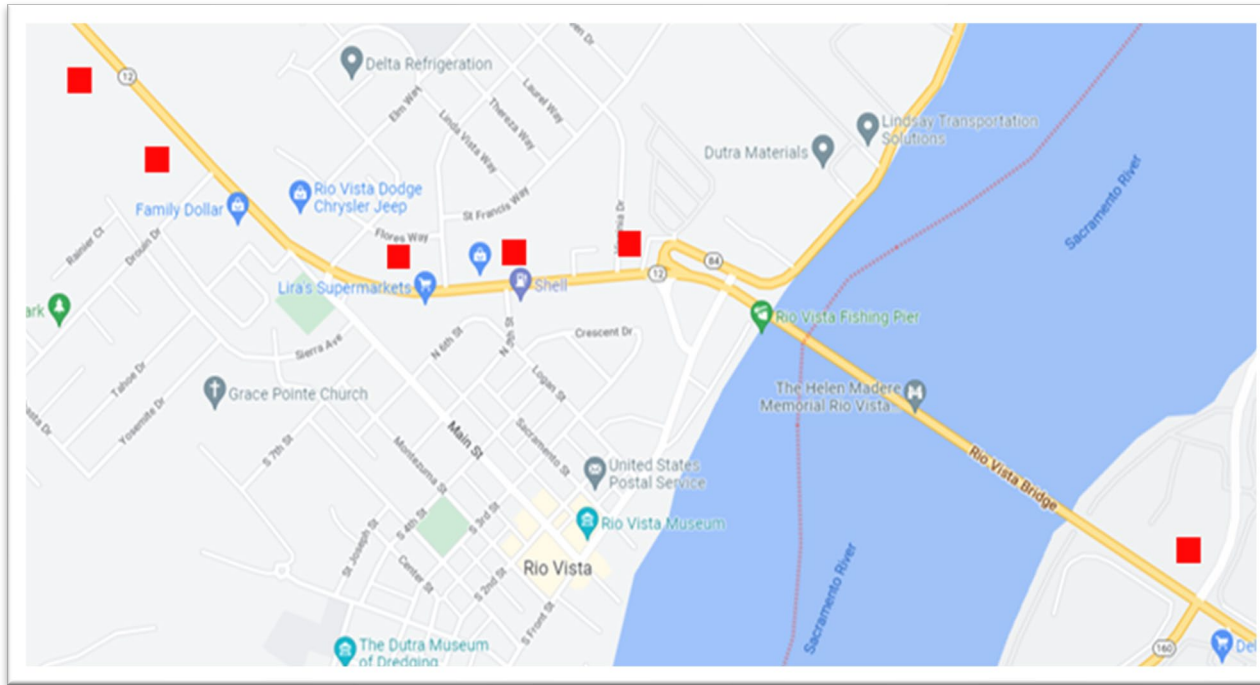 12
Delta Refrigeration
Elm Way
Laurel Way
Thereza Way
Linda Vista Way
Lindsay Transportation
Solutions
Dutra Materials
Sacramento River
Rio Vista Dodge
Chrysler Jeep
Family Dollar
St Francis Way
Flores Way
Rainier Ct
Drouin Dr
84
12
Lira's Supermarkets
Shell
ark
Rio Vista Fishing Pier
Crescent Dr
N 6th St
Sierra Ave
Logan St
Tahoe Dr
Grace Pointe Church
The Helen Madere
Memorial Rio Vista...
Yosemite Dr
Main St
Sacramento St
S 7th St
Montezuma St
United States
Postal Service
Rio Vista Bridge
S 4th St
S 3rd St
Rio Vista Museum
St Joseph St
Center St
Rio Vista
S 2nd St
S Front St
Sacramento River
The Dutra Museum
of Dredging
160
Del